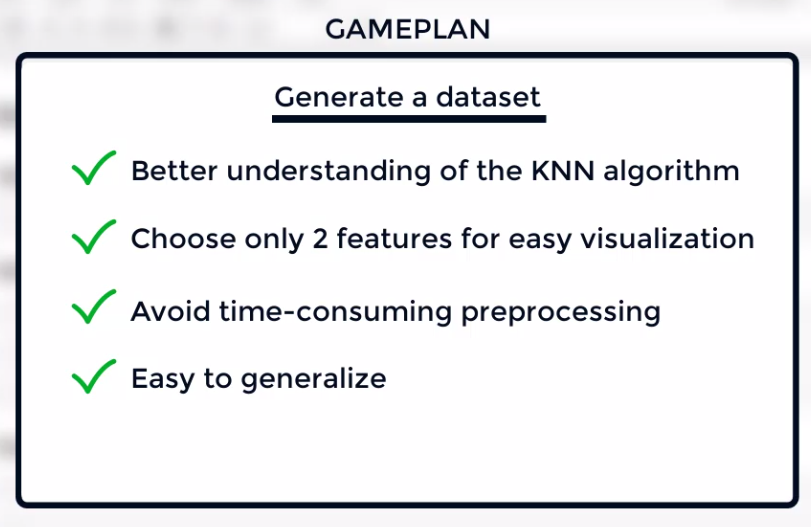 GAMEPLAN
Generate a dataset
Better understanding of the KNN algorithm
Choose only 2 features for easy visualization
Avoid time-consuming preprocessing
Easy to generalize